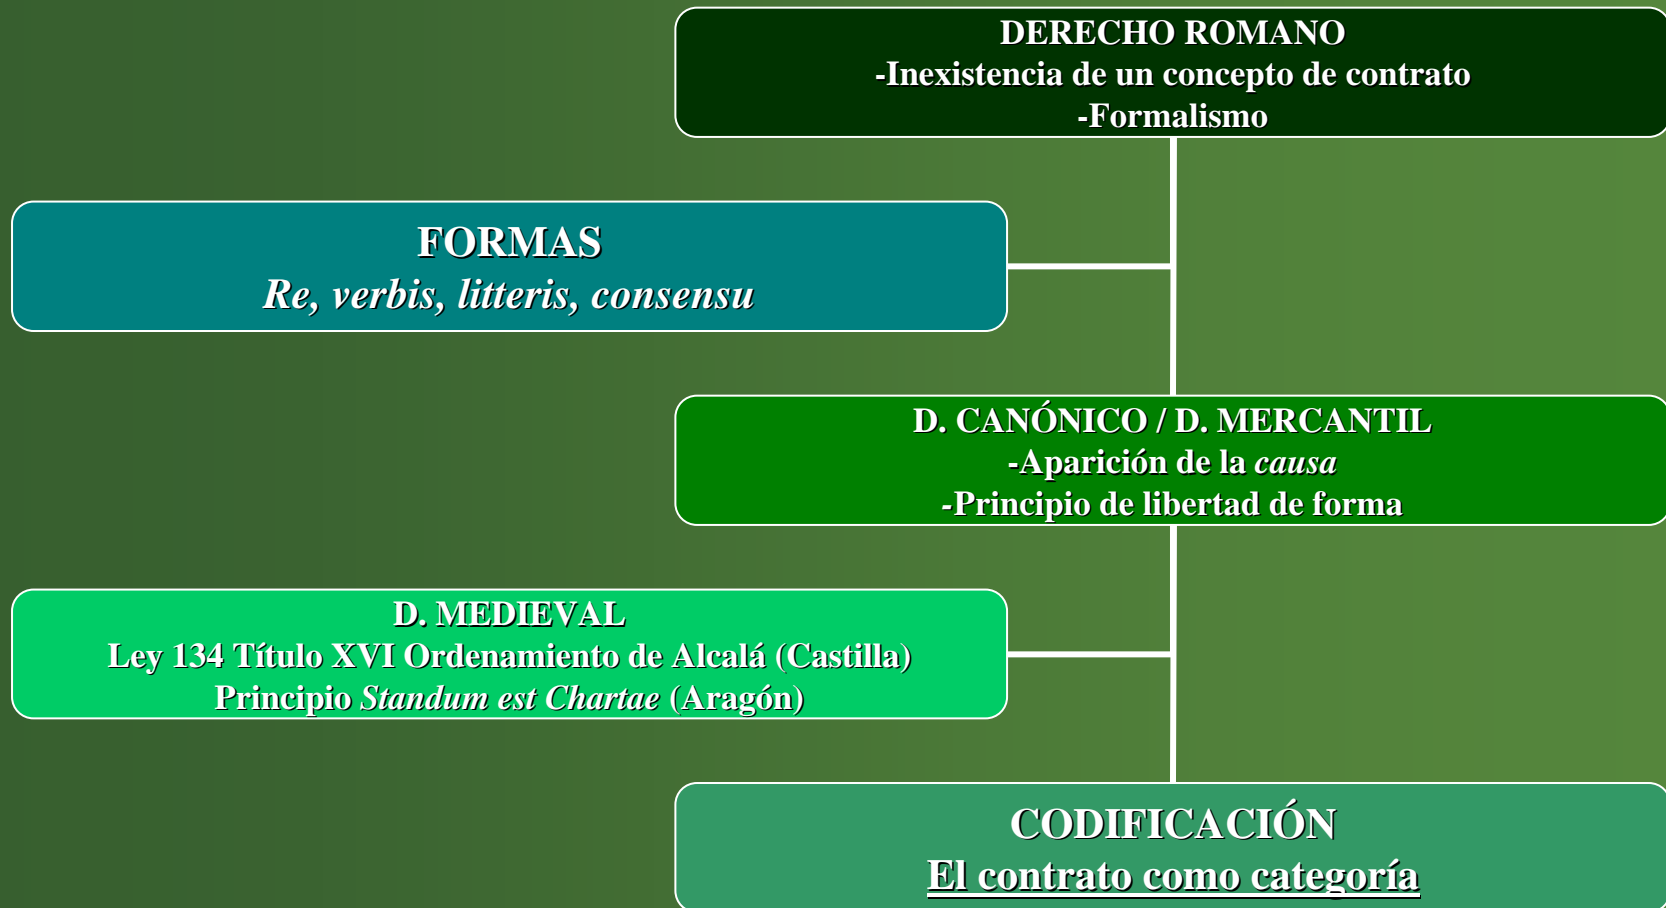 DERECHO ROMANO
-Inexistencia de un concepto de contrato
-Formalismo
FORMAS
Re, verbis, litteris, consensu
D. CANÓNICO / D. MERCANTIL
-Aparición de la causa
-Principio de libertad de forma
D. MEDIEVAL
Ley 134 Título XVI Ordenamiento de Alcalá (Castilla)
Principio Standum est Chartae (Aragón)
CODIFICACIÓN
El contrato como categoría